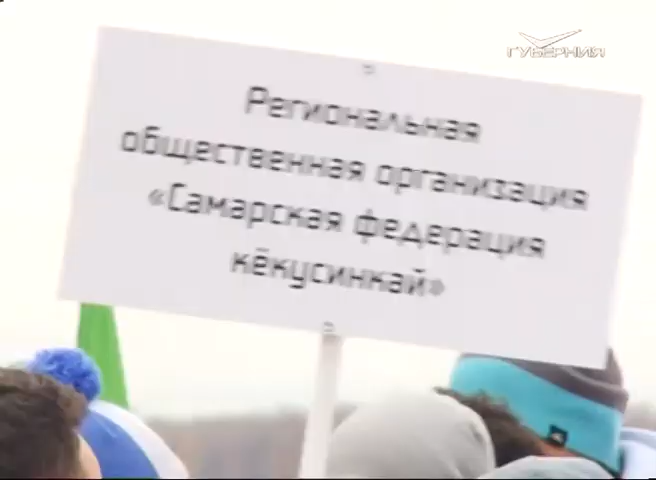 ГУБЕРНИЯ
Региональная
общественная организация
«Самарская федерация
кёкусинкай»